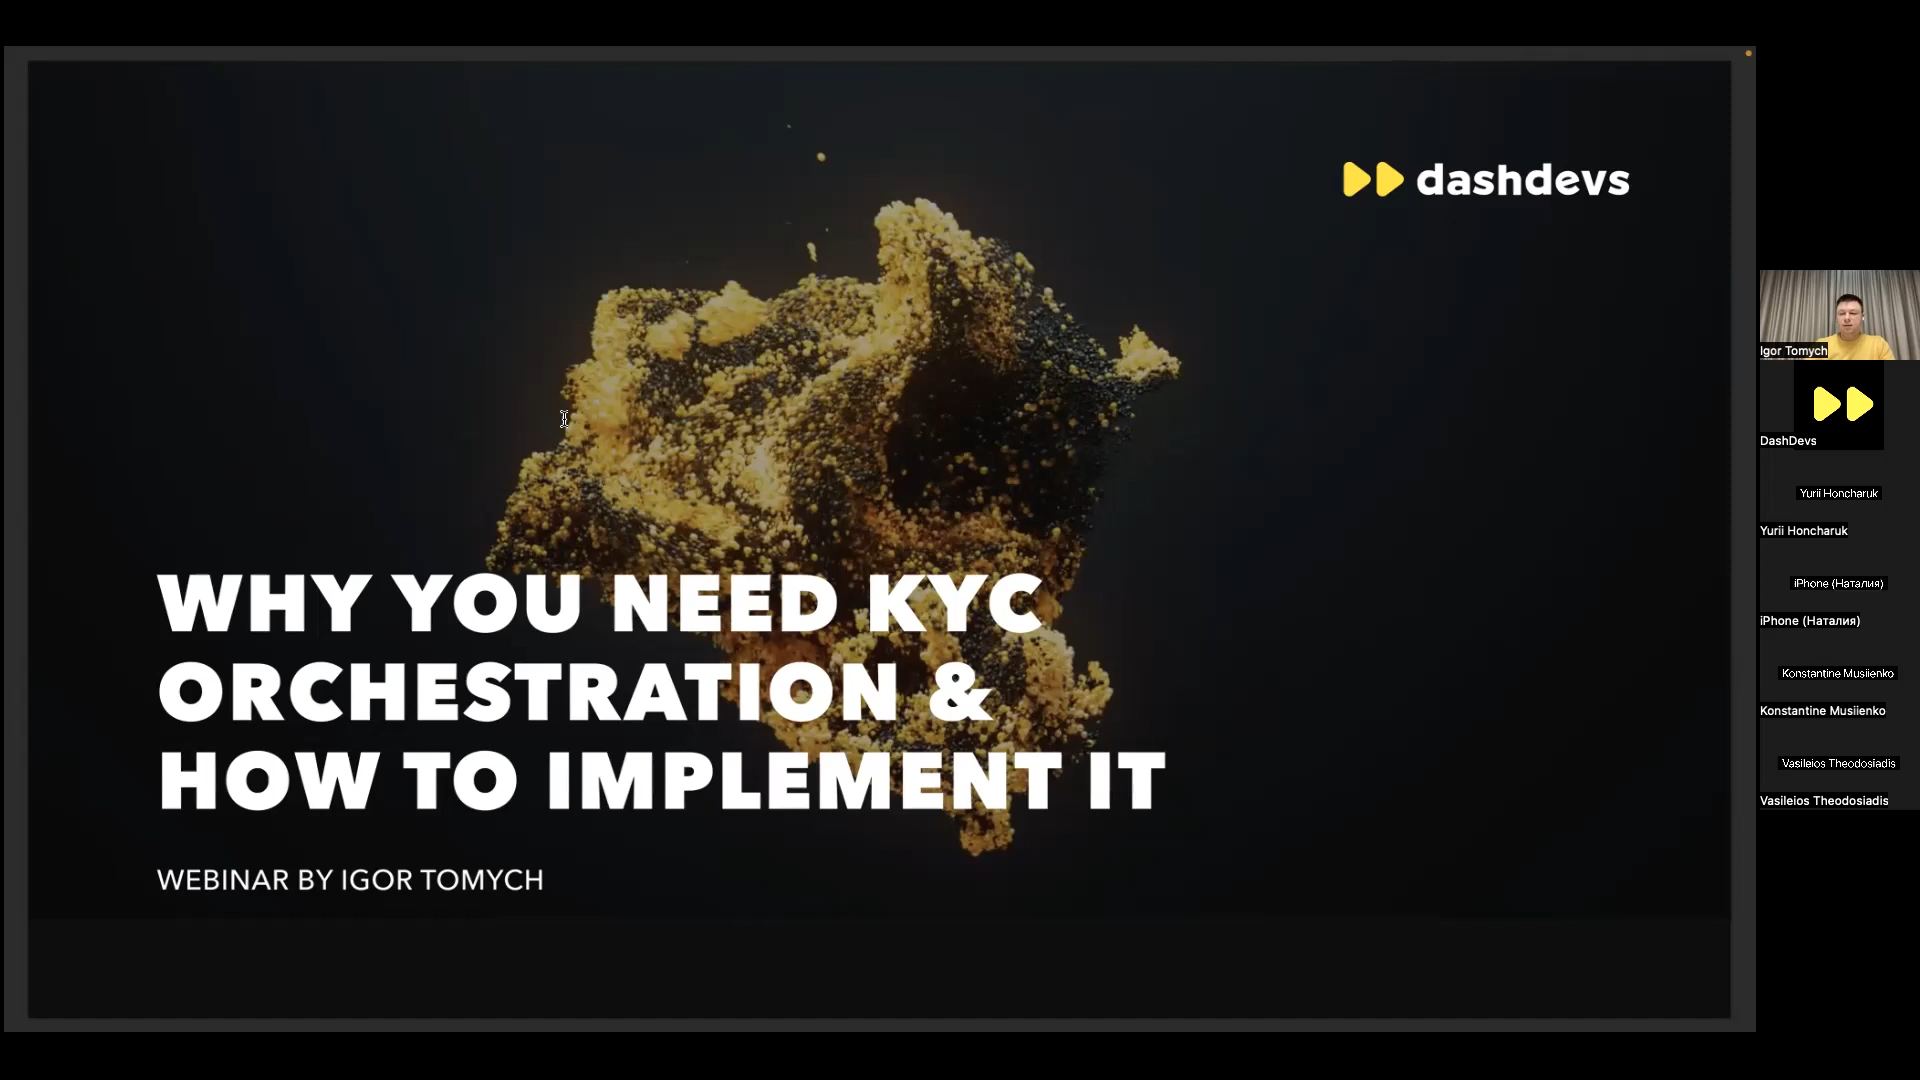 dashdevs
WHY YOU NEED KYC
ORCHESTRATION &
HOW TO IMPLEMENT IT
WEBINAR BY IGOR TOMYCH
Igor Tomych
DashDevs
Yurii Honcharuk
Yurii Honcharuk
iPhone (Наталия)
iPhone (Наталия)
Konstantine Musiienko
Konstantine Musiienko
Vasileios Theodosiadis
Vasileios Theodosiadis